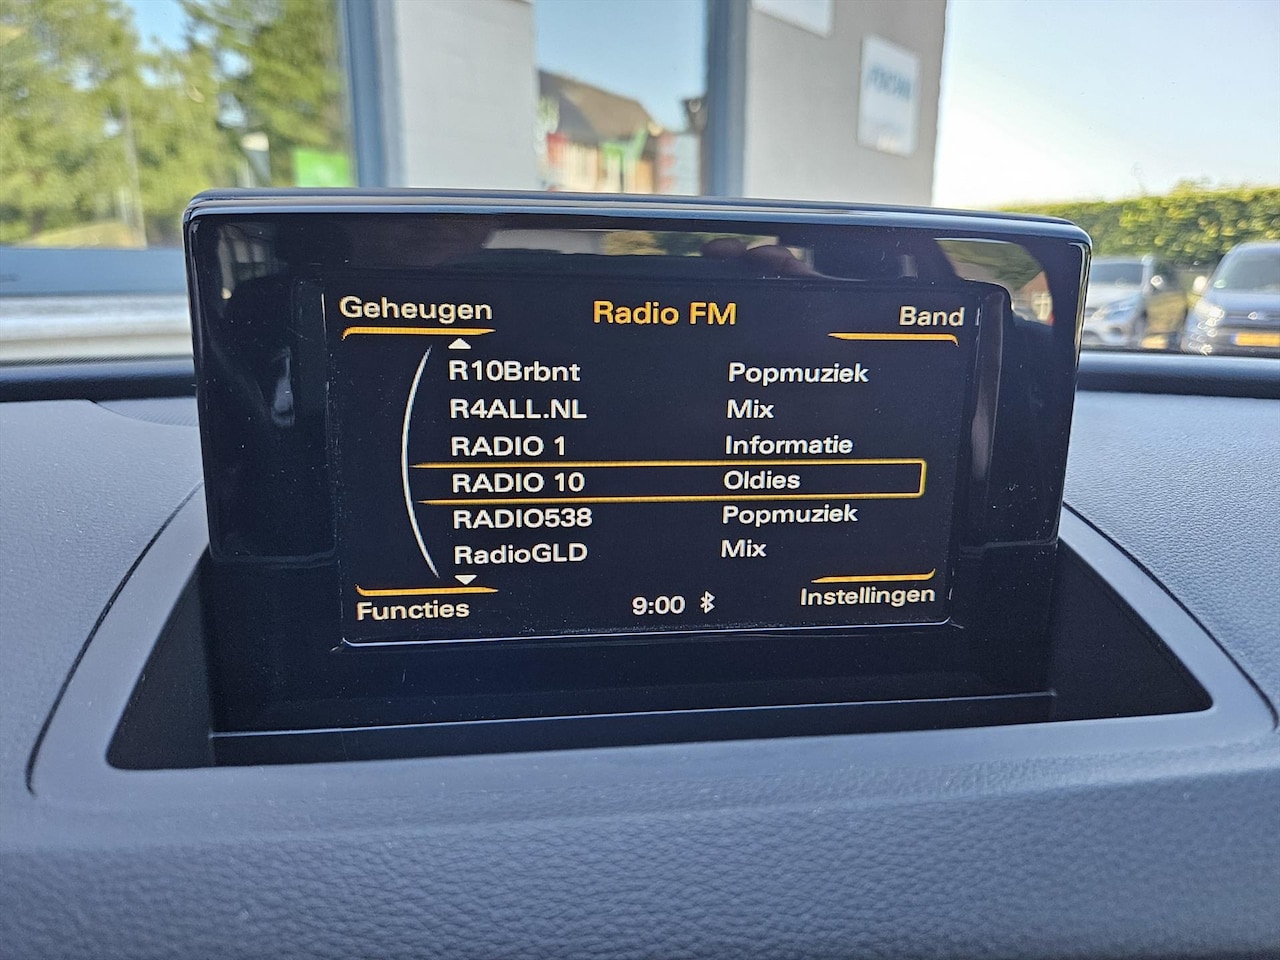 Geheugen Radio FM Band
R10Brbnt Popmuziek
R4ALL.NL Mix
RADIO 1 Informatie
RADIO 10 Oldies
RADIO538 Popmuziek
RadioGLD Mix
Functies 9:00 Instellingen